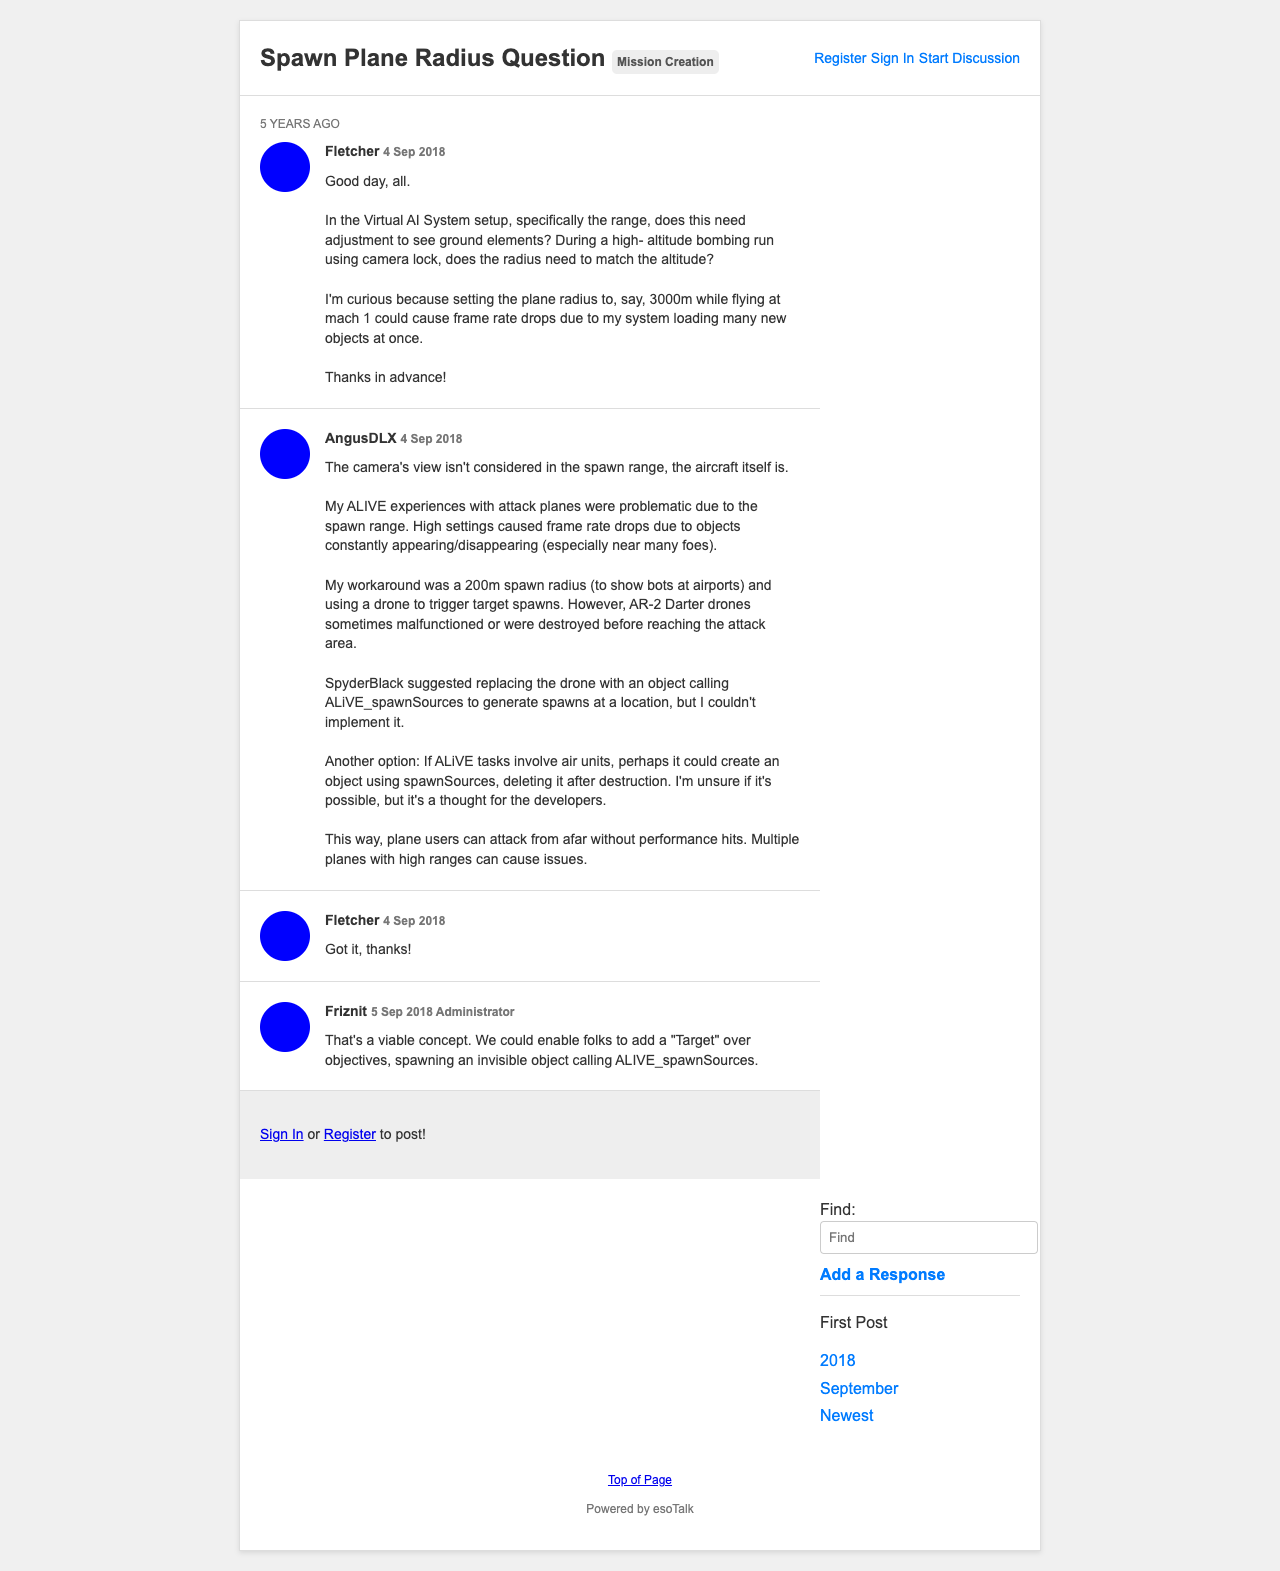 Spawn Plane Radius Question Mission Creation
Register Sign In Start Discussion
5 YEARS AGO
Fletcher 4 Sep 2018
Good day, all.
In the Virtual AI System setup, specifically the range, does this need
adjustment to see ground elements? During a high- altitude bombing run
using camera lock, does the radius need to match the altitude?
I'm curious because setting the plane radius to, say, 3000m while flying at
mach 1 could cause frame rate drops due to my system loading many new
objects at once.
Thanks in advance!
AngusDLX 4 Sep 2018
The camera's view isn't considered in the spawn range, the aircraft itself is.
My ALIVE experiences with attack planes were problematic due to the
spawn range. High settings caused frame rate drops due to objects
constantly appearing/disappearing (especially near many foes).
My workaround was a 200m spawn radius (to show bots at airports) and
using a drone to trigger target spawns. However, AR-2 Darter drones
sometimes malfunctioned or were destroyed before reaching the attack
area.
SpyderBlack suggested replacing the drone with an object calling
ALiVE_spawnSources to generate spawns at a location, but I couldn't
implement it.
Another option: If ALiVE tasks involve air units, perhaps it could create an
object using spawnSources, deleting it after destruction. I'm unsure if it's
possible, but it's a thought for the developers.
This way, plane users can attack from afar without performance hits. Multiple
planes with high ranges can cause issues.
Fletcher 4 Sep 2018
Got it, thanks!
Friznit 5 Sep 2018 Administrator
That's a viable concept. We could enable folks to add a "Target" over
objectives, spawning an invisible object calling ALIVE_spawnSources.
Sign In or Register to post!
Find:
Find
Add a Response
First Post
2018
September
Newest
Top of Page
Powered by esoTalk